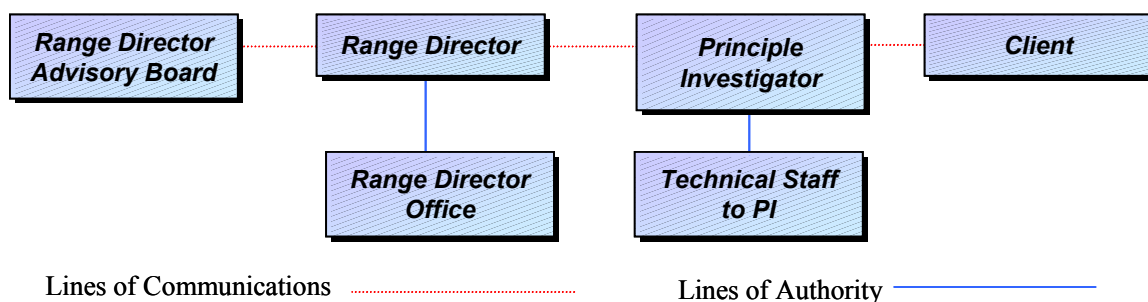 Range Director
Advisory Board
Range Director
Principle
Investigator
Client
Range Director
Office
Technical Staff
to PI
Lines of Communications
Lines of Authority